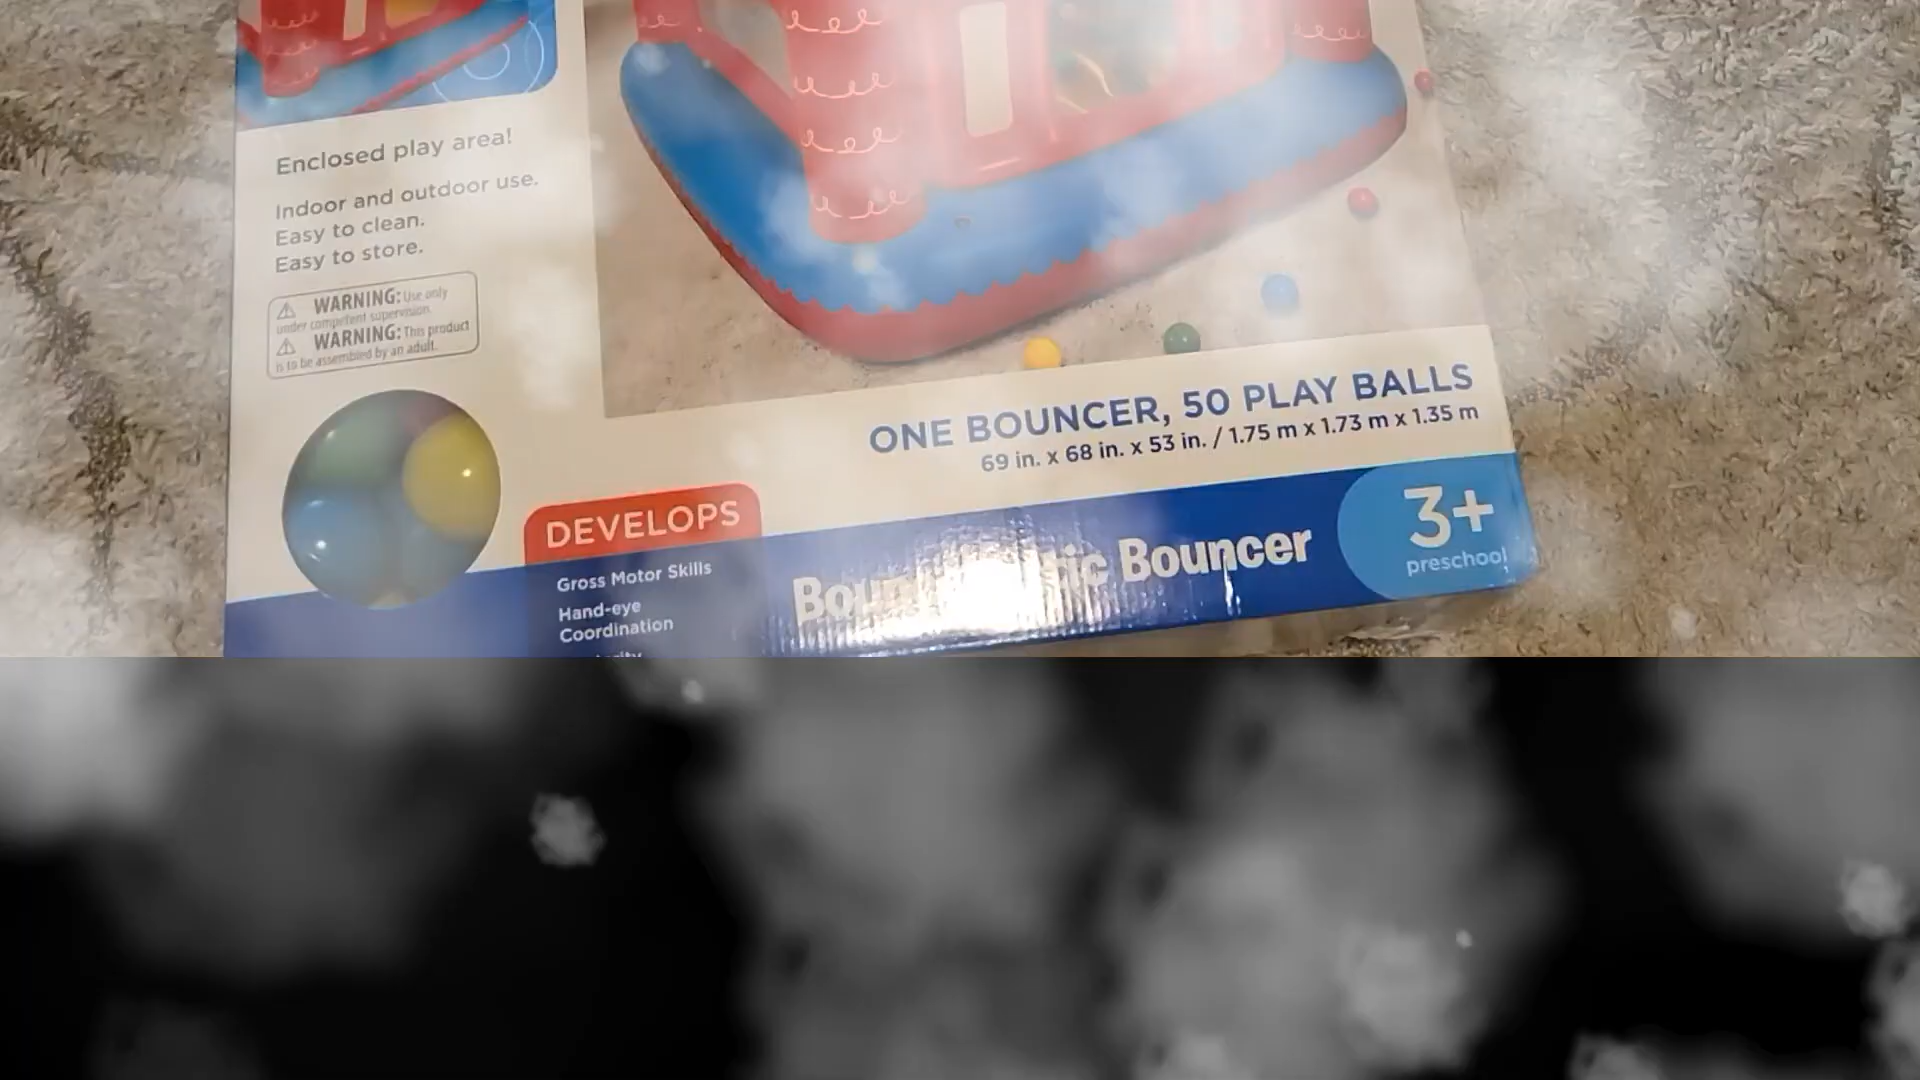 Enclosed play area!
Indoor and outdoor use.
Easy to clean.
Easy to store.
WARNING: Use only
under competent supervision.
WARNING: This product
is to be assembled by an adult.
ONE BOUNCER, 50 PLAY BALLS
69 in. x 68 in. x 53 in. / 1.75 m x 1.73 m x 1.35 m
DEVELOPS
Gross Motor Skills
Hand-eye
Coordination
Bouncer
3+
preschool